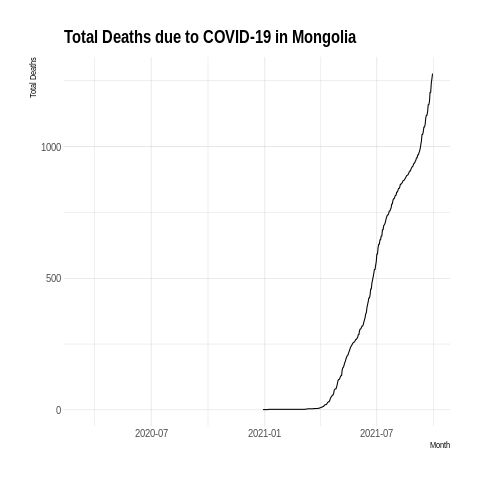 Total Deaths due to COVID-19 in Mongolia
Total Deaths
1000
500
0
2020-07
2021-01
2021-07
Month